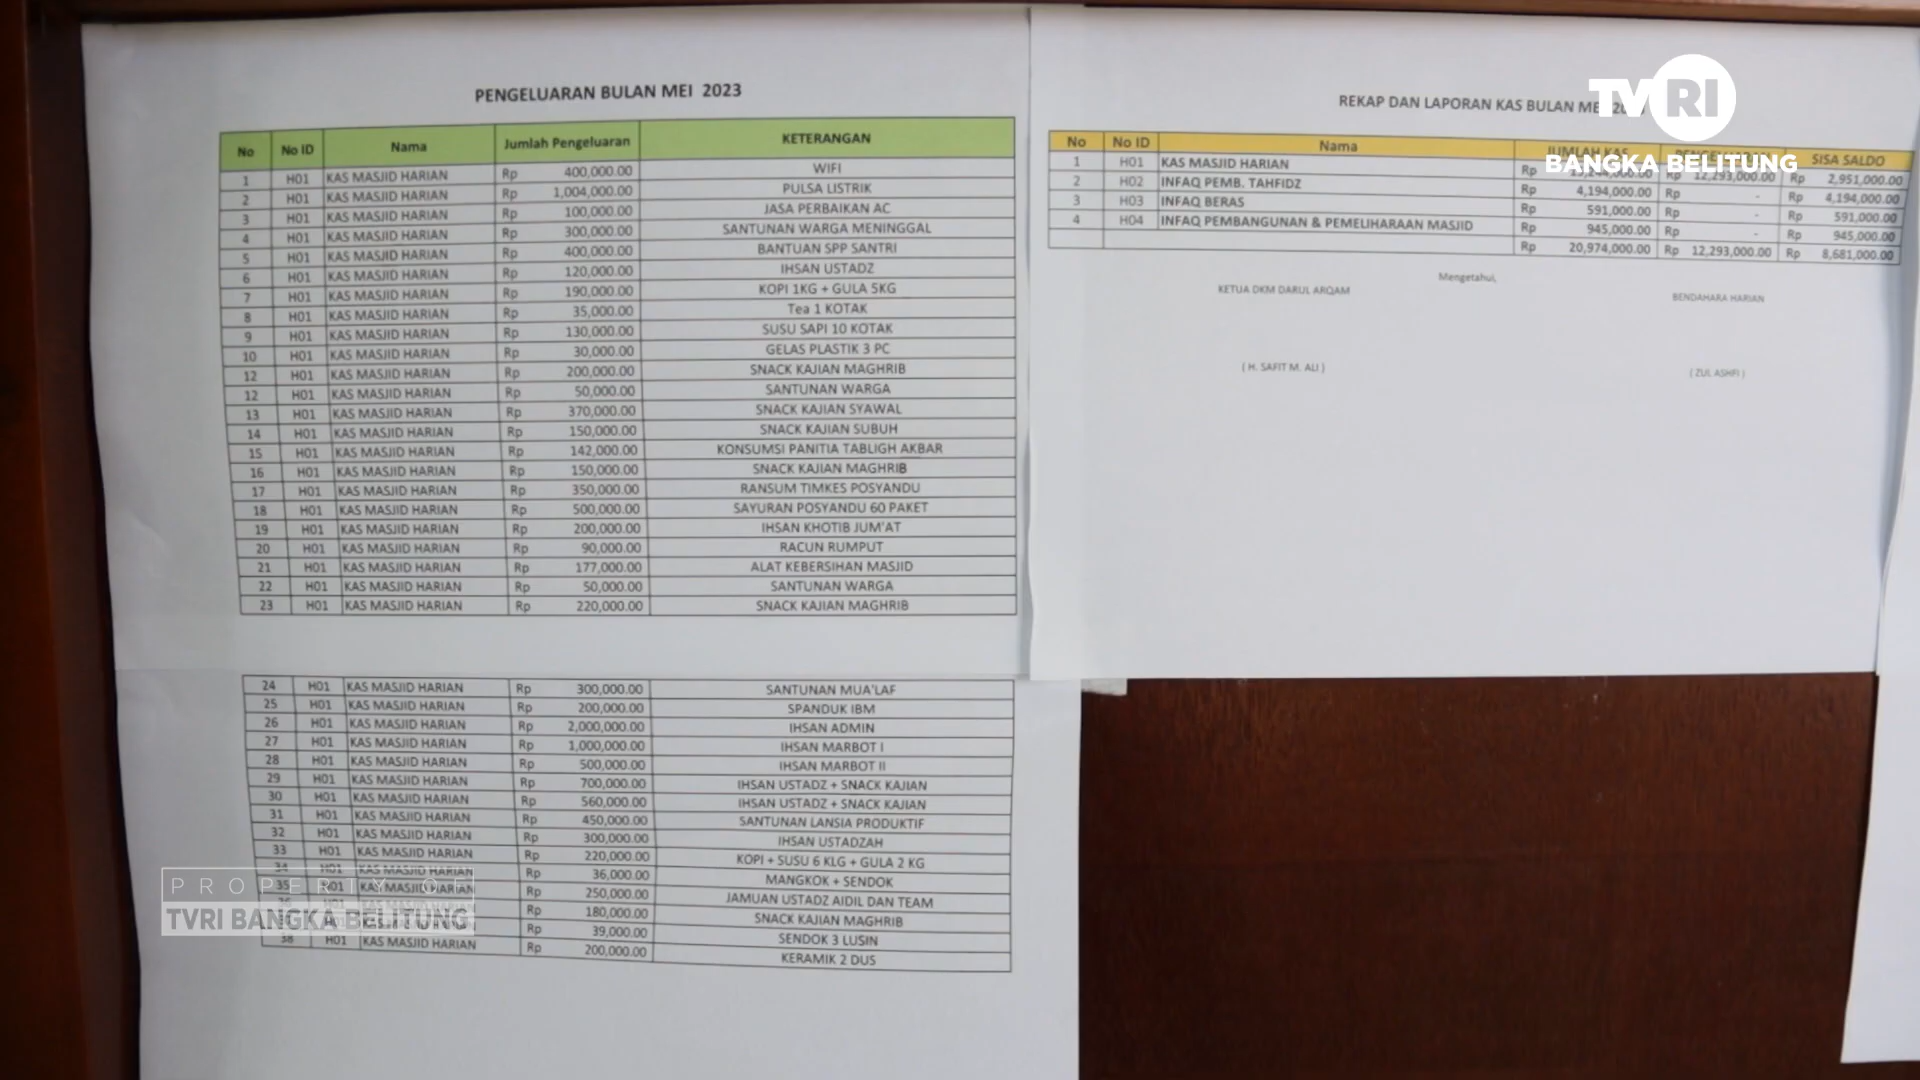 PENGELUARAN BULAN MEI 2023
No No ID Nama Jumlah Pengeluaran KETERANGAN
1 H01 KAS MASJID HARIAN Rp 400,000.00 WIFI
2 H01 KAS MASJID HARIAN Rp 1,004,000.00 PULSA LISTRIK
3 H01 KAS MASJID HARIAN Rp 100,000.00 JASA PERBAIKAN AC
4 H01 KAS MASJID HARIAN Rp 300,000.00 SANTUNAN WARGA MENINGGAL
5 H01 KAS MASJID HARIAN Rp 400,000.00 BANTUAN SPP SANTRI
6 H01 KAS MASJID HARIAN Rp 120,000.00 IHSAN USTADZ
7 H01 KAS MASJID HARIAN Rp 190,000.00 KOPI 1KG + GULA 5KG
8 H01 KAS MASJID HARIAN Rp 35,000.00 Tea 1 KOTAK
9 H01 KAS MASJID HARIAN Rp 130,000.00 SUSU SAPI 10 KOTAK
10 H01 KAS MASJID HARIAN Rp 30,000.00 GELAS PLASTIK 3 PC
12 H01 KAS MASJID HARIAN Rp 200,000.00 SNACK KAJIAN MAGHRIB
12 H01 KAS MASJID HARIAN Rp 50,000.00 SANTUNAN WARGA
13 H01 KAS MASJID HARIAN Rp 370,000.00 SNACK KAJIAN SYAWAL
14 H01 KAS MASJID HARIAN Rp 150,000.00 SNACK KAJIAN SUBUH
15 H01 KAS MASJID HARIAN Rp 142,000.00 KONSUMSI PANITIA TABLIGH AKBAR
16 H01 KAS MASJID HARIAN Rp 150,000.00 SNACK KAJIAN MAGHRIB
17 H01 KAS MASJID HARIAN Rp 350,000.00 RANSUM TIMKES POSYANDU
18 H01 KAS MASJID HARIAN Rp 500,000.00 SAYURAN POSYANDU 60 PAKET
19 H01 KAS MASJID HARIAN Rp 200,000.00 IHSAN KHOTIB JUM'AT
20 H01 KAS MASJID HARIAN Rp 90,000.00 RACUN RUMPUT
21 H01 KAS MASJID HARIAN Rp 177,000.00 ALAT KEBERSIHAN MASJID
22 H01 KAS MASJID HARIAN Rp 50,000.00 SANTUNAN WARGA
23 H01 KAS MASJID HARIAN Rp 220,000.00 SNACK KAJIAN MAGHRIB
24 H01 KAS MASJID HARIAN Rp 300,000.00 SANTUNAN MUA'LAF
25 H01 KAS MASJID HARIAN Rp 200,000.00 SPANDUK IBM
26 H01 KAS MASJID HARIAN Rp 2,000,000.00 IHSAN ADMIN
27 H01 KAS MASJID HARIAN Rp 1,000,000.00 IHSAN MARBOT I
28 H01 KAS MASJID HARIAN Rp 500,000.00 IHSAN MARBOT II
29 H01 KAS MASJID HARIAN Rp 700,000.00 IHSAN USTADZ + SNACK KAJIAN
30 H01 KAS MASJID HARIAN Rp 560,000.00 IHSAN USTADZ + SNACK KAJIAN
31 H01 KAS MASJID HARIAN Rp 450,000.00 SANTUNAN LANSIA PRODUKTIF
32 H01 KAS MASJID HARIAN Rp 300,000.00 IHSAN USTADZAH
33 H01 KAS MASJID HARIAN Rp 220,000.00 KOPI + SUSU 6 KLG + GULA 2 KG
34 H01 KAS MASJID HARIAN Rp 36,000.00 MANGKOK + SENDOK
35 H01 KAS MASJID HARIAN Rp 250,000.00 JAMUAN USTADZ AIDIL DAN TEAM
Rp 180,000.00 SNACK KAJIAN MAGHRIB
H01 Rp 39,000.00 SENDOK 3 LUSIN
38 H01 KAS MASJID HARIAN Rp 200,000.00 KERAMIK 2 DUS
PROPERTY OF
TVRI BANGKA BELITUNG
REKAP DAN LAPORAN KAS BULAN
No No ID Nama JUMLAH KAS SISA SALDO
1 H01 KAS MASJID HARIAN Rp Rp 12,293,000.00 Rp 2,951,000.00
2 H02 INFAQ PEMB. TAHFIDZ Rp 4,194,000.00 Rp - Rp 4,194,000.00
3 H03 INFAQ BERAS Rp 591,000.00 Rp - Rp 591,000.00
4 H04 INFAQ PEMBANGUNAN & PEMELIHARAAN MASJID Rp 945,000.00 Rp - Rp 945,000.00
Rp 20,974,000.00 Rp 12,293,000.00 Rp 8,681,000.00
Mengetahui,
KETUA DKM DARUL ARQAM BENDAHARA HARIAN
( H. SAFIT M. ALI ) ( ZUL ASHFI )
TVRI
BANGKA BELITUNG